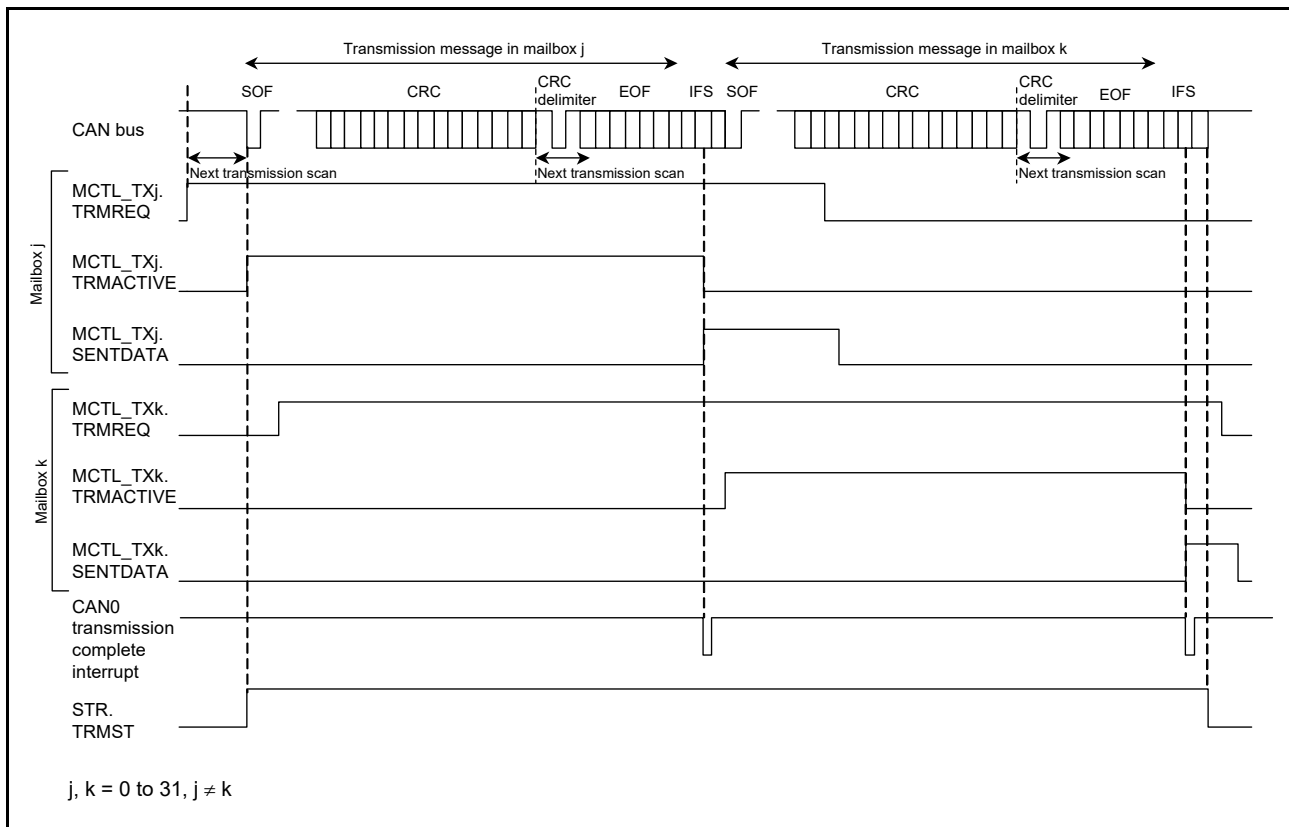 Transmission message in mailbox j
Transmission message in mailbox k
SOF
CRC
CRC
delimiter
EOF
IFS
SOF
CRC
CRC
delimiter
EOF
IFS
CAN bus
Next transmission scan
Next transmission scan
Next transmission scan
Mailbox j
MCTL_TXj.
TRMREQ
MCTL_TXj.
TRMACTIVE
MCTL_TXj.
SENTDATA
Mailbox k
MCTL_TXk.
TRMREQ
MCTL_TXk.
TRMACTIVE
MCTL_TXk.
SENTDATA
CAN0
transmission
complete
interrupt
STR.
TRMST
j, k = 0 to 31, j ≠ k